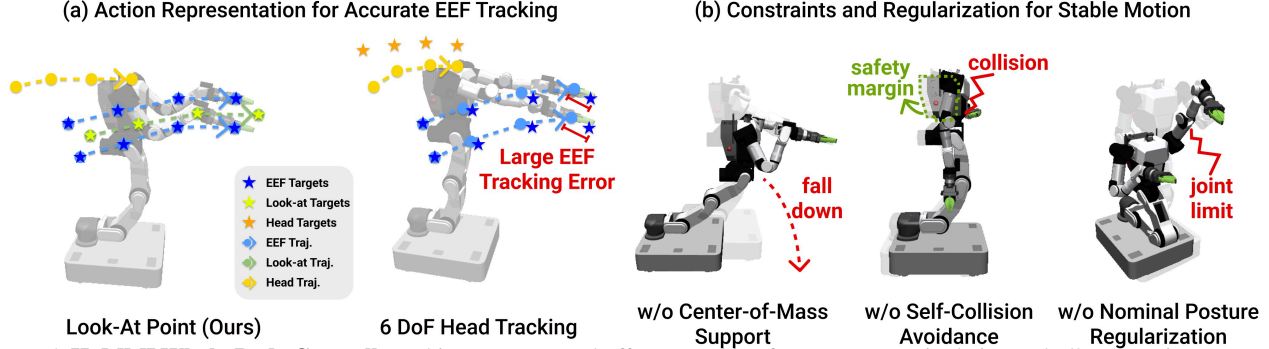 (a) Action Representation for Accurate EEF Tracking
(b) Constraints and Regularization for Stable Motion
Large EEF
Tracking Error
EEF Targets
Look-at Targets
Head Targets
EEF Traj.
Look-at Traj.
Head Traj.
Look-At Point (Ours)
6 DoF Head Tracking
fall
down
safety
margin
collision
joint
limit
w/o Center-of-Mass
Support
w/o Self-Collision
Avoidance
w/o Nominal Posture
Regularization